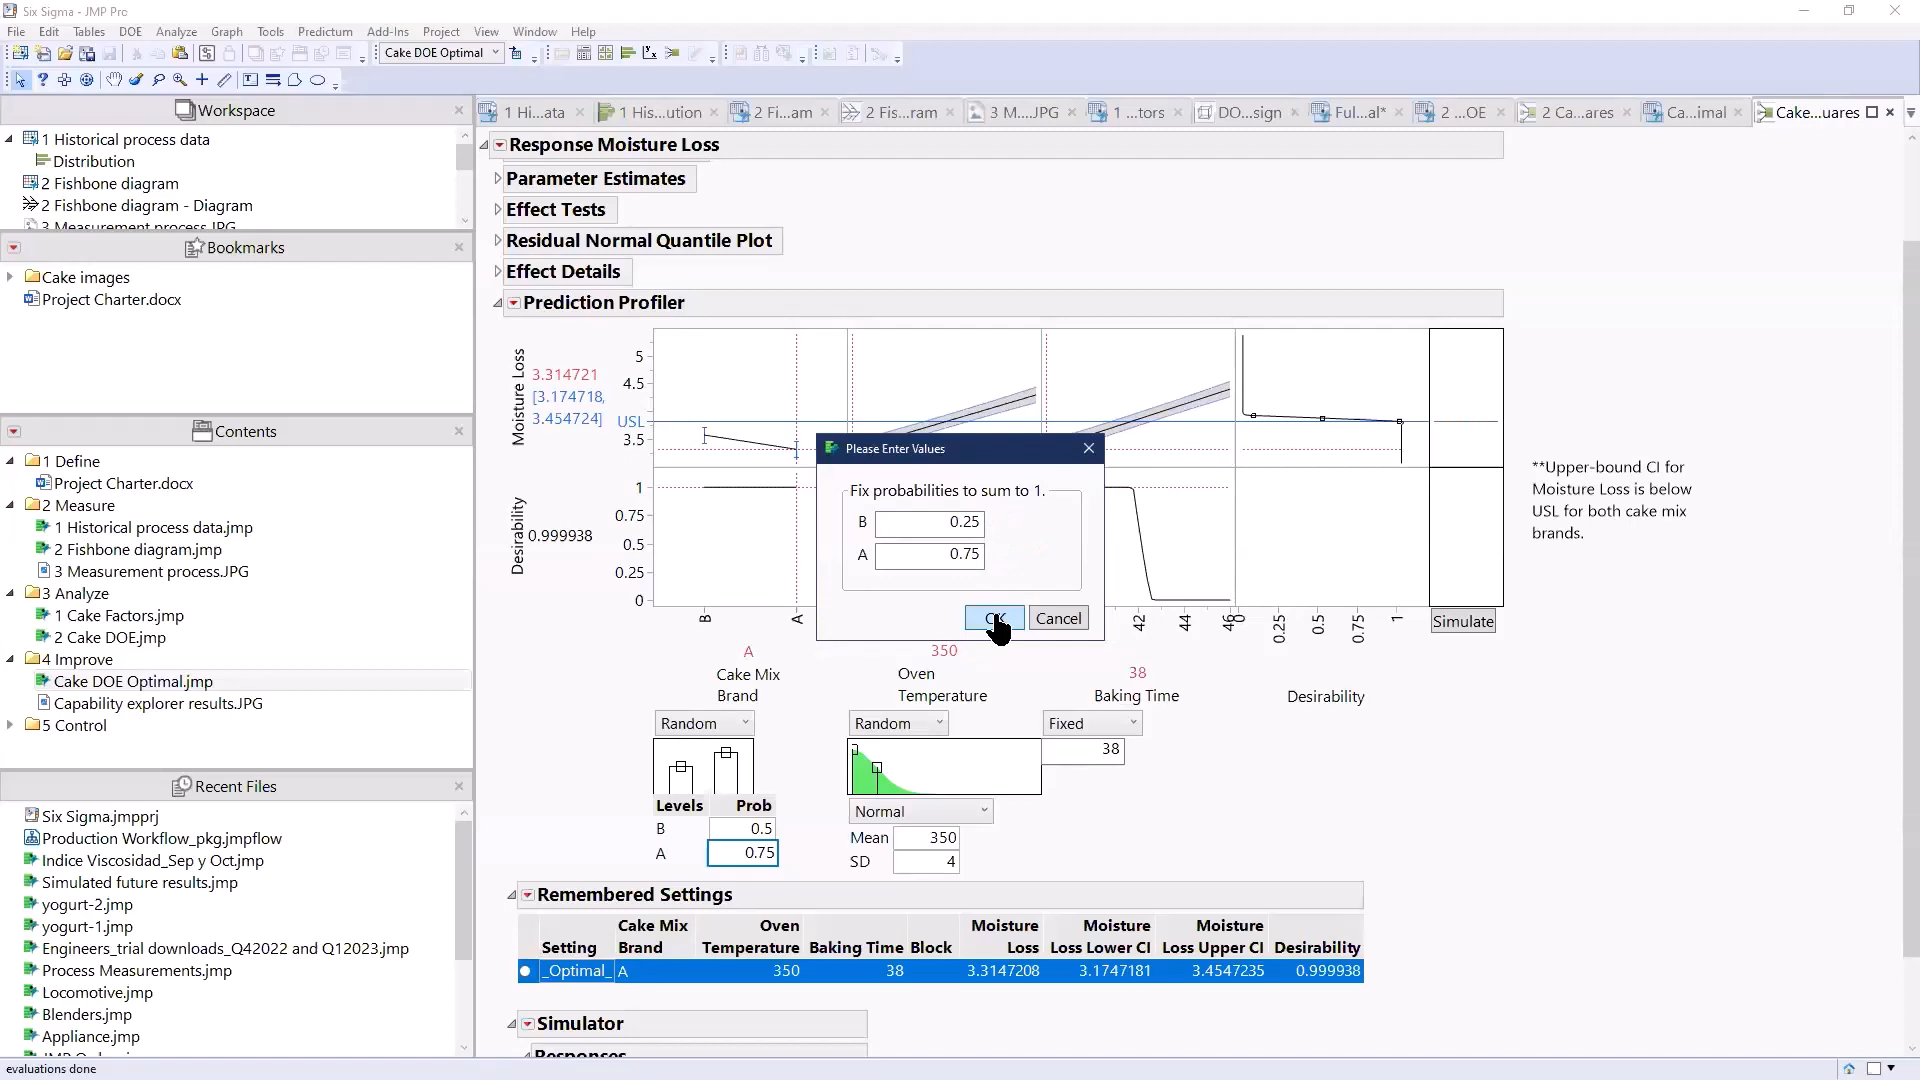 Six Sigma - JMP Pro
File Edit Tables DOE Analyze Graph Tools Predictum Add-Ins Project View Window Help
Cake DOE Optimal
Workspace
1 Historical process data
Distribution
2 Fishbone diagram
2 Fishbone diagram - Diagram
3 Measurement process.JPG
Bookmarks
Cake images
Project Charter.docx
Contents
1 Define
Project Charter.docx
2 Measure
1 Historical process data.jmp
2 Fishbone diagram.jmp
3 Measurement process.JPG
3 Analyze
1 Cake Factors.jmp
2 Cake DOE.jmp
4 Improve
Cake DOE Optimal.jmp
Capability explorer results.JPG
5 Control
Recent Files
Six Sigma.jmpprj
Production Workflow_pkg.jmpflow
Indice Viscosidad_Sep y Oct.jmp
Simulated future results.jmp
yogurt-2.jmp
yogurt-1.jmp
Engineers_trial downloads_Q42022 and Q12023.jmp
Process Measurements.jmp
Locomotive.jmp
Blenders.jmp
Appliance.jmp
evaluations done
1 Hi...ata 1 His...ution 2 Fi...am 2 Fis...ram 3 M....JPG 1 ...tors DO...sign Ful...al* 2 ...OE 2 Ca...ares Ca...imal Cake...uares
Response Moisture Loss
Parameter Estimates
Effect Tests
Residual Normal Quantile Plot
Effect Details
Prediction Profiler
Moisture Loss
3.314721
[3.174718,
3.454724]
5
4.5
USL
3.5
Desirability
0.999938
1
0.75
0.5
0.25
0
B A
42 44 46
0 0.25 0.5 0.75 1
Simulate
Please Enter Values
Fix probabilities to sum to 1.
B 0.25
A 0.75
OK Cancel
**Upper-bound CI for
Moisture Loss is below
USL for both cake mix
brands.
A
Cake Mix
Brand
350
Oven
Temperature
38
Baking Time
Desirability
Random
Random
Fixed
38
Levels Prob
B 0.5
A 0.75
Normal
Mean 350
SD 4
Remembered Settings
Setting Cake Mix Brand Oven Temperature Baking Time Block Moisture Loss Moisture Loss Lower CI Moisture Loss Upper CI Desirability
_Optimal_ A 350 38 3.3147208 3.1747181 3.4547235 0.999938
Simulator
Responses